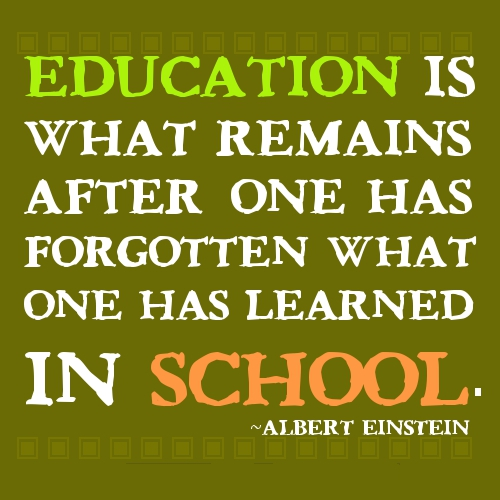 EDUCATION IS
WHAT REMAINS
AFTER ONE HAS
FORGOTTEN WHAT
ONE HAS LEARNED
IN SCHOOL.
~ALBERT EINSTEIN